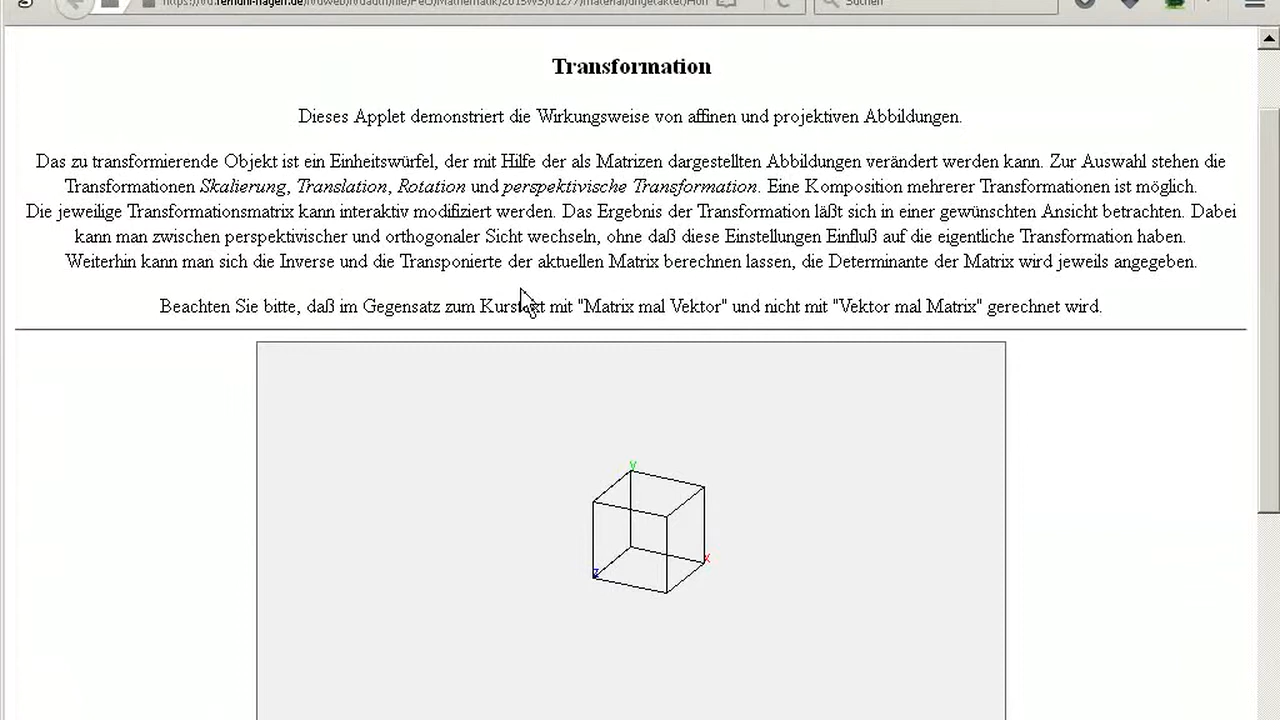 Suchen
Transformation
Dieses Applet demonstriert die Wirkungsweise von affinen und projektiven Abbildungen.
Das zu transformierende Objekt ist ein Einheitswürfel, der mit Hilfe der als Matrizen dargestellten Abbildungen verändert werden kann. Zur Auswahl stehen die
Transformationen Skalierung, Translation, Rotation und perspektivische Transformation. Eine Komposition mehrerer Transformationen ist möglich.
Die jeweilige Transformationsmatrix kann interaktiv modifiziert werden. Das Ergebnis der Transformation läßt sich in einer gewünschten Ansicht betrachten. Dabei
kann man zwischen perspektivischer und orthogonaler Sicht wechseln, ohne daß diese Einstellungen Einfluß auf die eigentliche Transformation haben.
Weiterhin kann man sich die Inverse und die Transponierte der aktuellen Matrix berechnen lassen, die Determinante der Matrix wird jeweils angegeben.
Beachten Sie bitte, daß im Gegensatz zum Kurstext mit "Matrix mal Vektor" und nicht mit "Vektor mal Matrix" gerechnet wird.
Y
X
Z